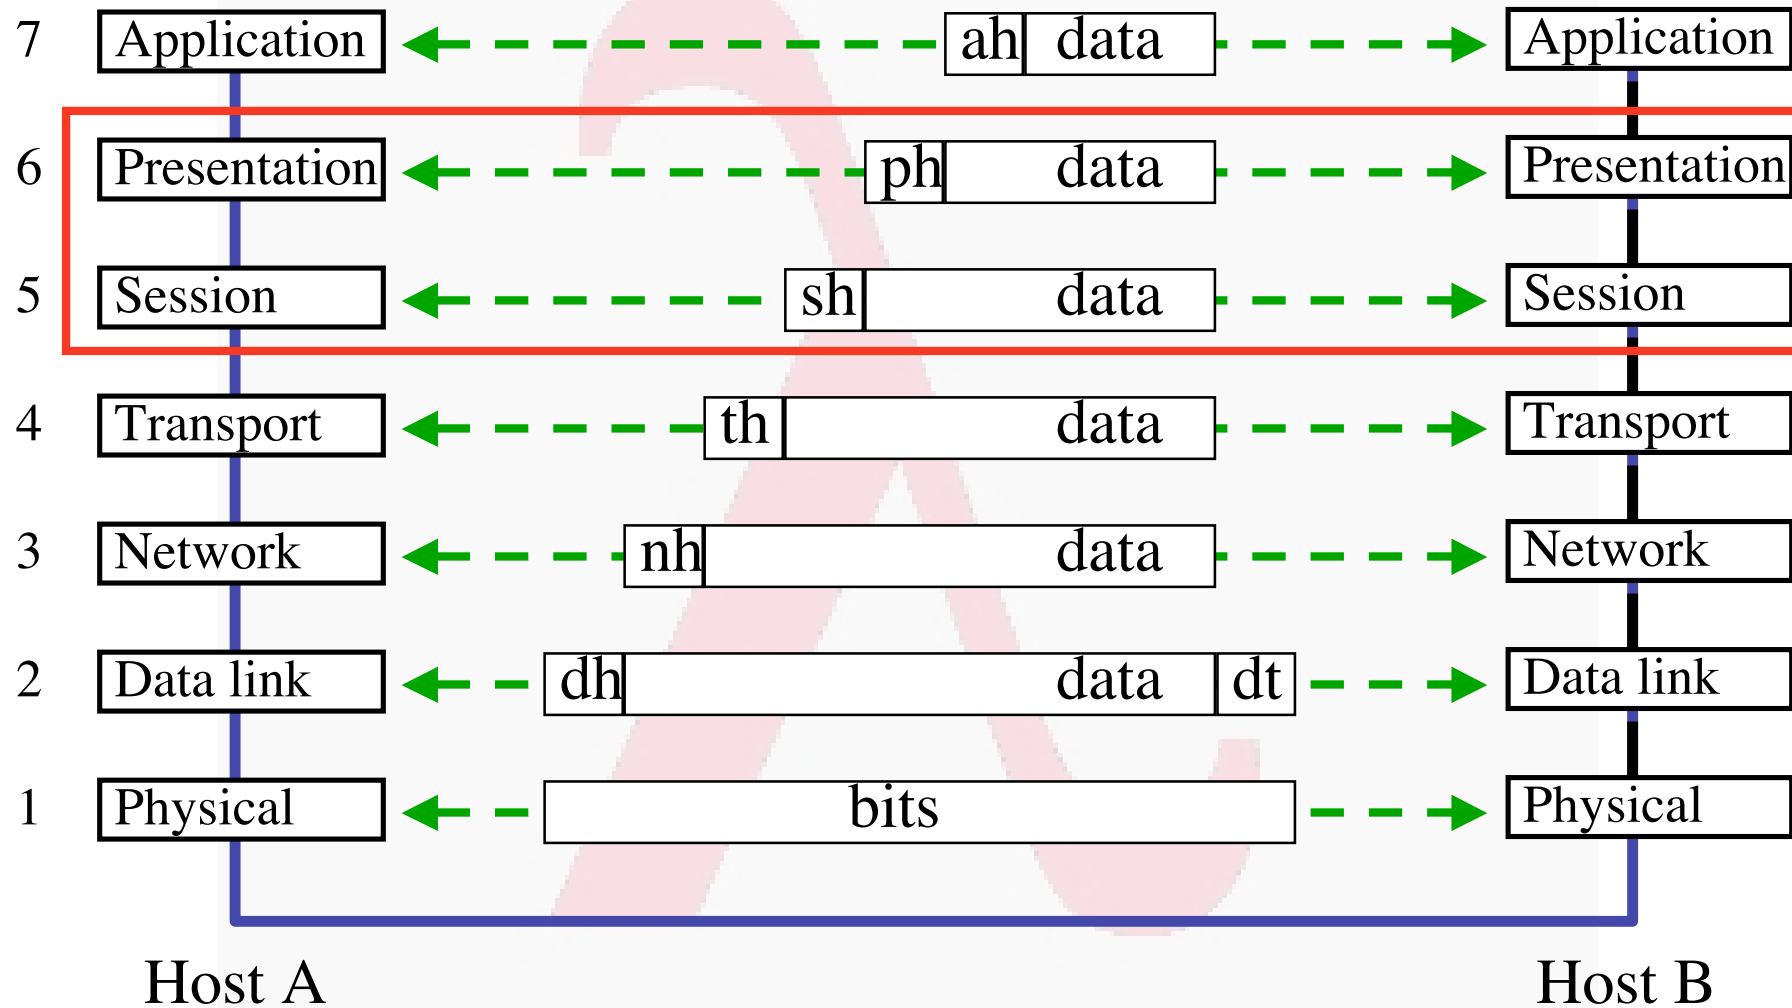 7 Application ah data Application
6 Presentation ph data Presentation
5 Session sh data Session
4 Transport th data Transport
3 Network nh data Network
2 Data link dh data dt Data link
1 Physical bits Physical
Host A Host B